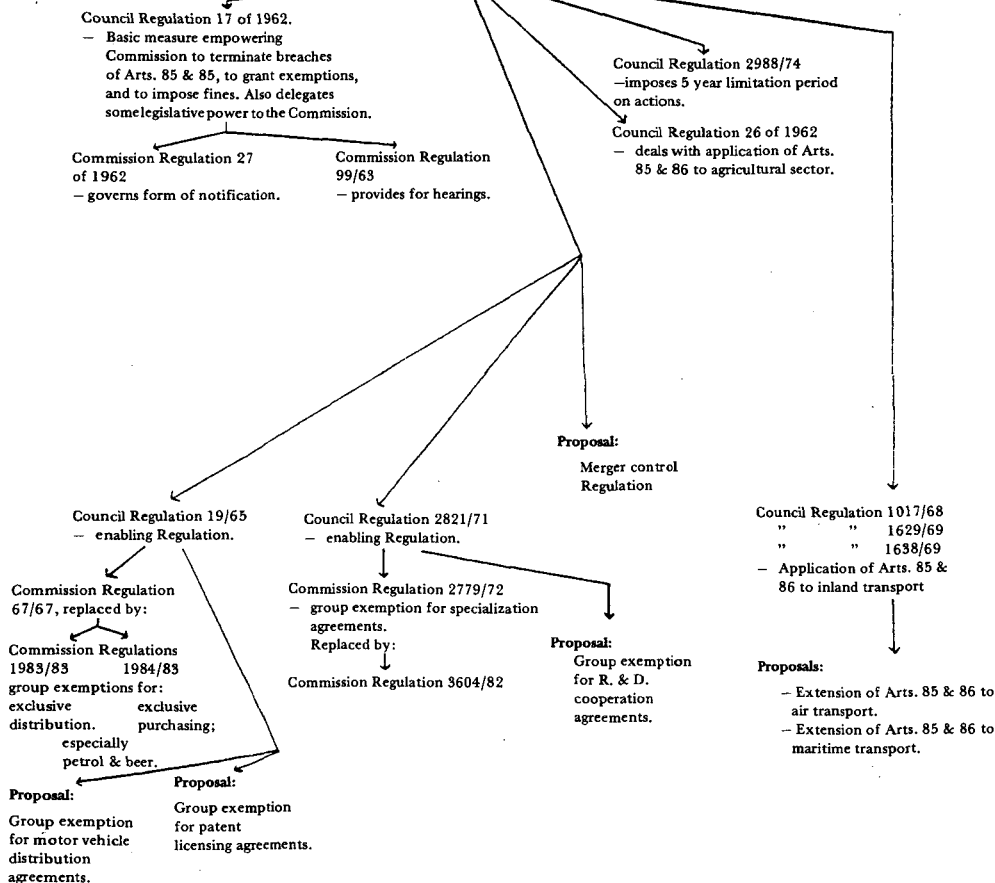 Council Regulation 17 of 1962.
— Basic measure empowering
Commission to terminate breaches
of Arts. 85 & 85, to grant exemptions,
and to impose fines. Also delegates
some legislative power to the Commission.
Commission Regulation 27
of 1962
— governs form of notification.
Commission Regulation
99/63
— provides for hearings.
Council Regulation 2988/74
—imposes 5 year limitation period
on actions.
Council Regulation 26 of 1962
— deals with application of Arts.
85 & 86 to agricultural sector.
Proposal:
Merger control
Regulation
Council Regulation 19/65
— enabling Regulation.
Commission Regulation
67/67, replaced by:
Commission Regulations
1983/83 1984/83
group exemptions for:
exclusive exclusive
distribution. purchasing;
especially
petrol & beer.
Proposal:
Group exemption
for motor vehicle
distribution
agreements.
Proposal:
Group exemption
for patent
licensing agreements.
Council Regulation 2821/71
— enabling Regulation.
Commission Regulation 2779/72
— group exemption for specialization
agreements.
Replaced by:
Commission Regulation 3604/82
Proposal:
Group exemption
for R. & D.
cooperation
agreements.
Council Regulation 1017/68
” ” 1629/69
” ” 1638/69
— Application of Arts. 85 &
86 to inland transport
Proposals:
— Extension of Arts. 85 & 86 to
air transport.
— Extension of Arts. 85 & 86 to
maritime transport.